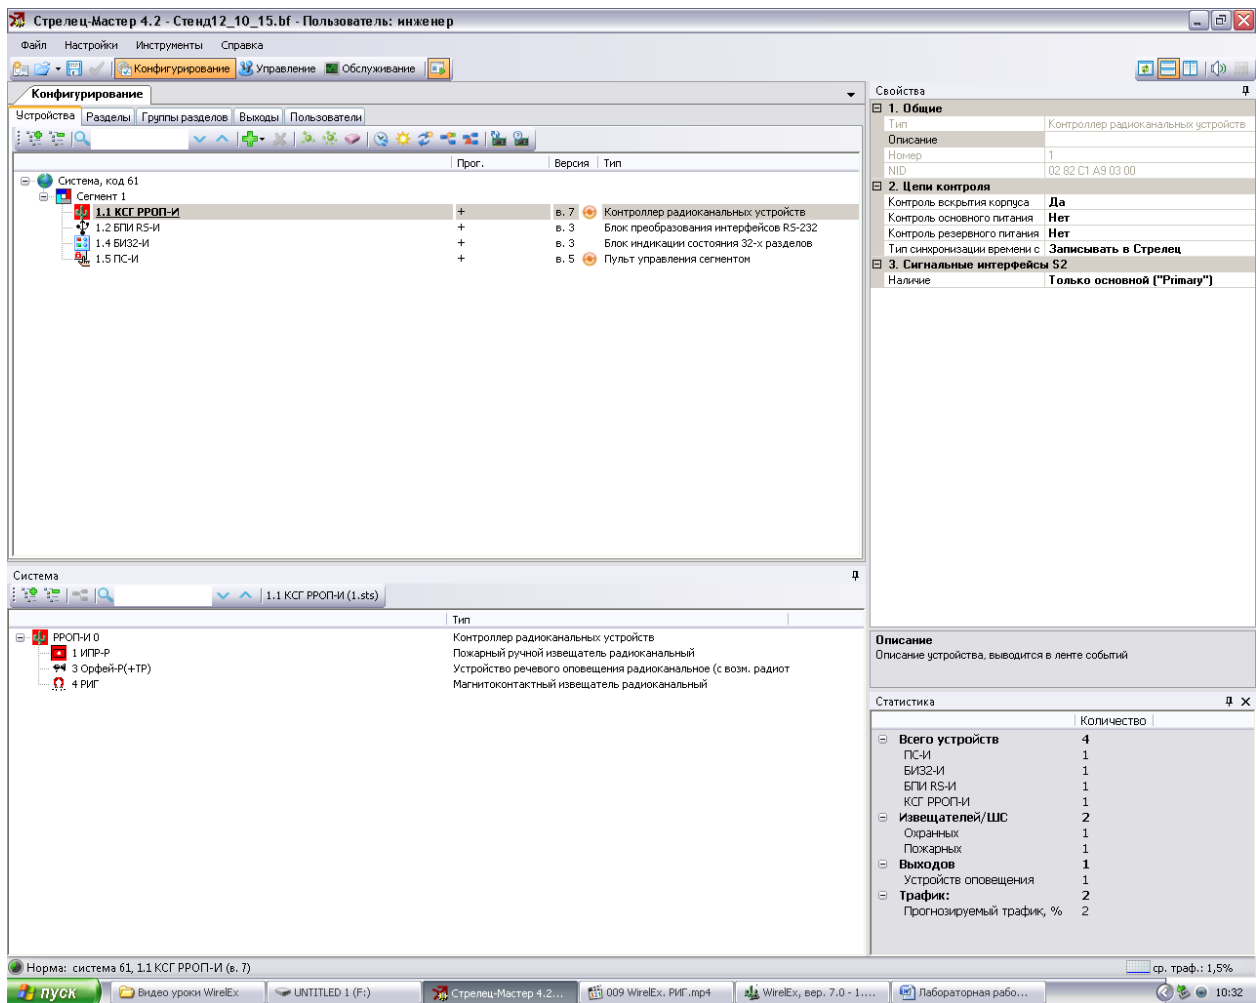 Стрелец-Мастер 4.2 - Стенд12_10_15.bf - Пользователь: инженер
Файл Настройки Инструменты Справка
Конфигурирование Управление Обслуживание
Конфигурирование
Устройства Разделы Группы разделов Выходы Пользователи
Прог. Версия Тип
Система, код 61
Сегмент 1
1.1 КСГ РРОП-И + в. 7 Контроллер радиоканальных устройств
1.2 БПИ RS-И + в. 3 Блок преобразования интерфейсов RS-232
1.4 БИ32-И + в. 3 Блок индикации состояния 32-х разделов
1.5 ПС-И + в. 5 Пульт управления сегментом
Система
1.1 КСГ РРОП-И (1.sts)
Тип
РРОП-И 0 Контроллер радиоканальных устройств
1 ИПР-Р Пожарный ручной извещатель радиоканальный
3 Орфей-Р(+ТР) Устройство речевого оповещения радиоканальное (с возм. радиот
4 РИГ Магнитоконтактный извещатель радиоканальный
Свойства
1. Общие
Тип Контроллер радиоканальных устройств
Описание
Номер 1
NID 02 82 C1 A9 03 00
2. Цепи контроля
Контроль вскрытия корпуса Да
Контроль основного питания Нет
Контроль резервного питания Нет
Тип синхронизации времени с Записывать в Стрелец
3. Сигнальные интерфейсы S2
Наличие Только основной ("Primary")
Описание
Описание устройства, выводится в ленте событий
Статистика
Количество
Всего устройств 4
ПС-И 1
БИ32-И 1
БПИ RS-И 1
КСГ РРОП-И 1
Извещателей/ШС 2
Охранных 1
Пожарных 1
Выходов 1
Устройств оповещения 1
Трафик: 2
Прогнозируемый трафик, % 2
Норма: система 61, 1.1 КСГ РРОП-И (в. 7)
ср. траф.: 1,5%
пуск Видео уроки WirelEx UNTITLED 1 (F:) Стрелец-Мастер 4.2... 009 WirelEx. РИГ.mp4 WirelEx, вер. 7.0 - 1.... Лабораторная рабо... 10:32